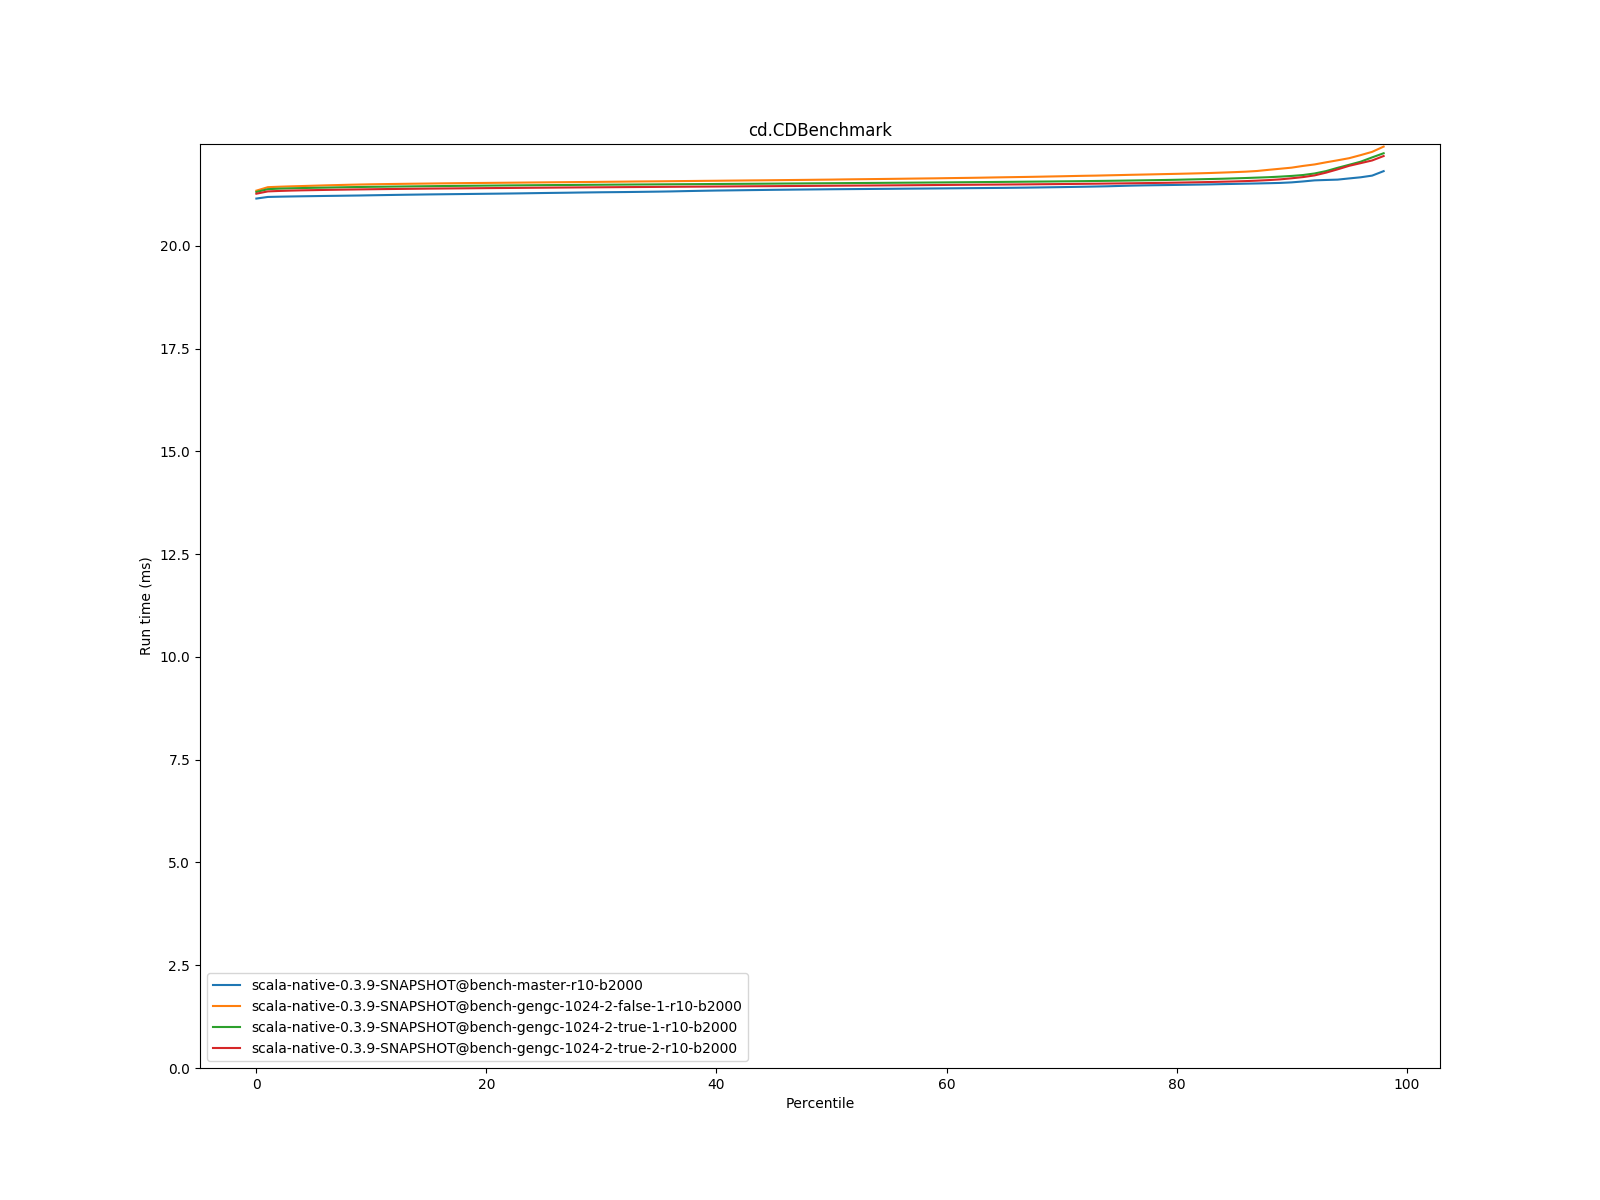 cd.CDBenchmark
Run time (ms)
20.0
17.5
15.0
12.5
10.0
7.5
5.0
2.5
0.0
scala-native-0.3.9-SNAPSHOT@bench-master-r10-b2000
scala-native-0.3.9-SNAPSHOT@bench-gengc-1024-2-false-1-r10-b2000
scala-native-0.3.9-SNAPSHOT@bench-gengc-1024-2-true-1-r10-b2000
scala-native-0.3.9-SNAPSHOT@bench-gengc-1024-2-true-2-r10-b2000
0 20 40 60 80 100
Percentile